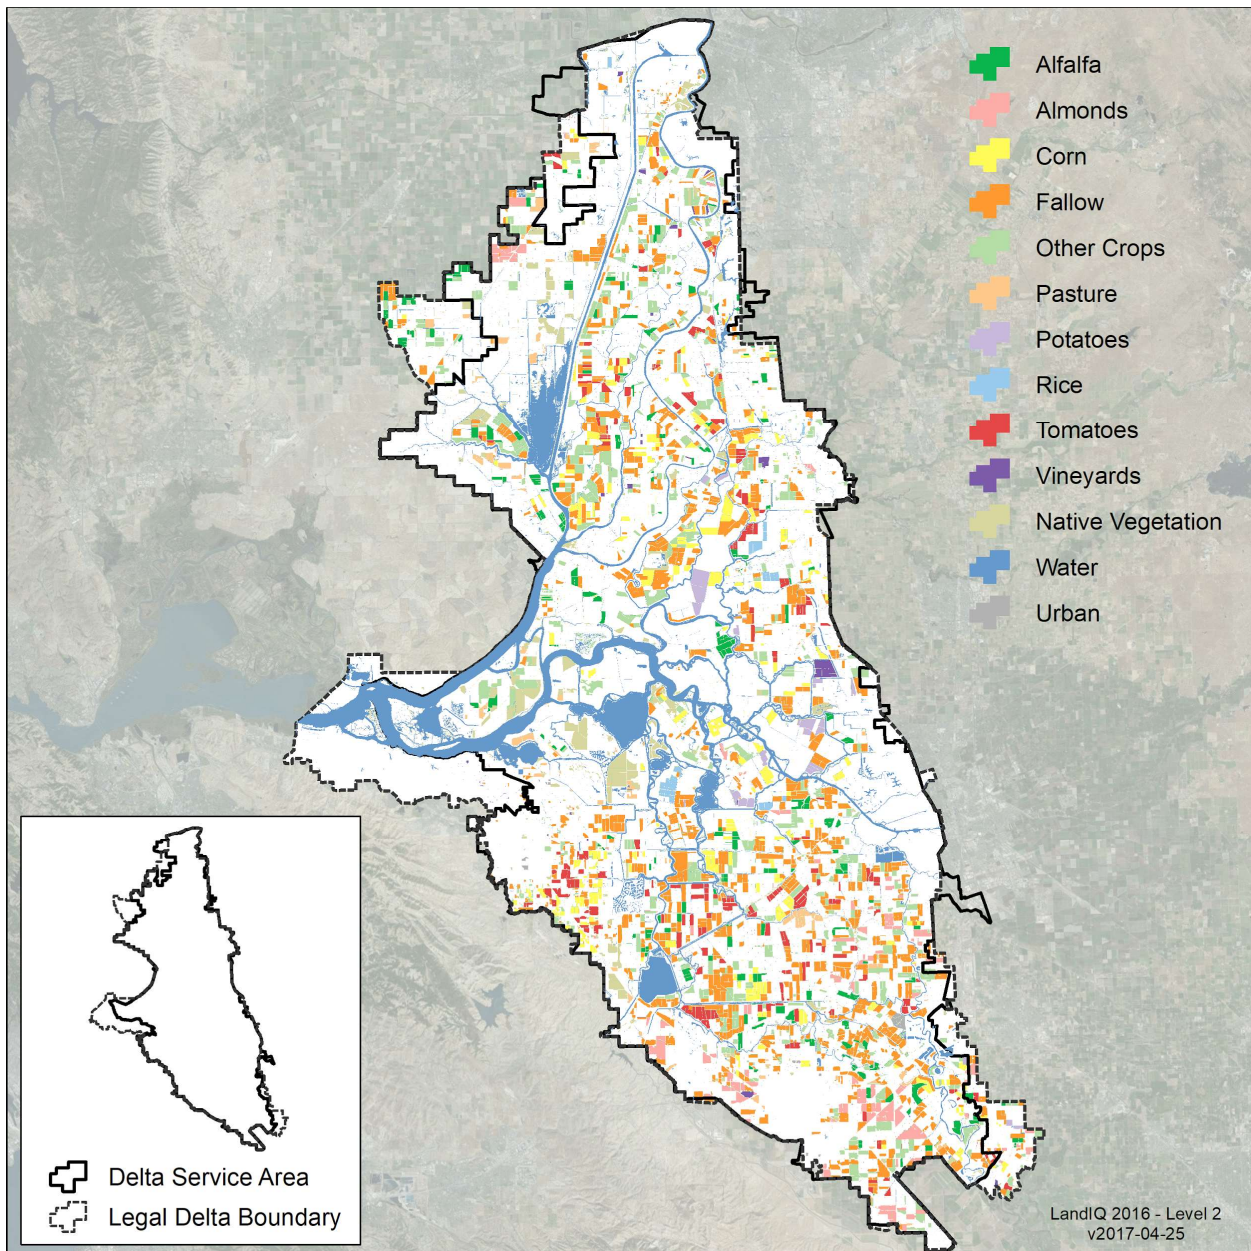 Alfalfa
Almonds
Corn
Fallow
Other Crops
Pasture
Potatoes
Rice
Tomatoes
Vineyards
Native Vegetation
Water
Urban
Delta Service Area
Legal Delta Boundary
LandIQ 2016 - Level 2
v2017-04-25